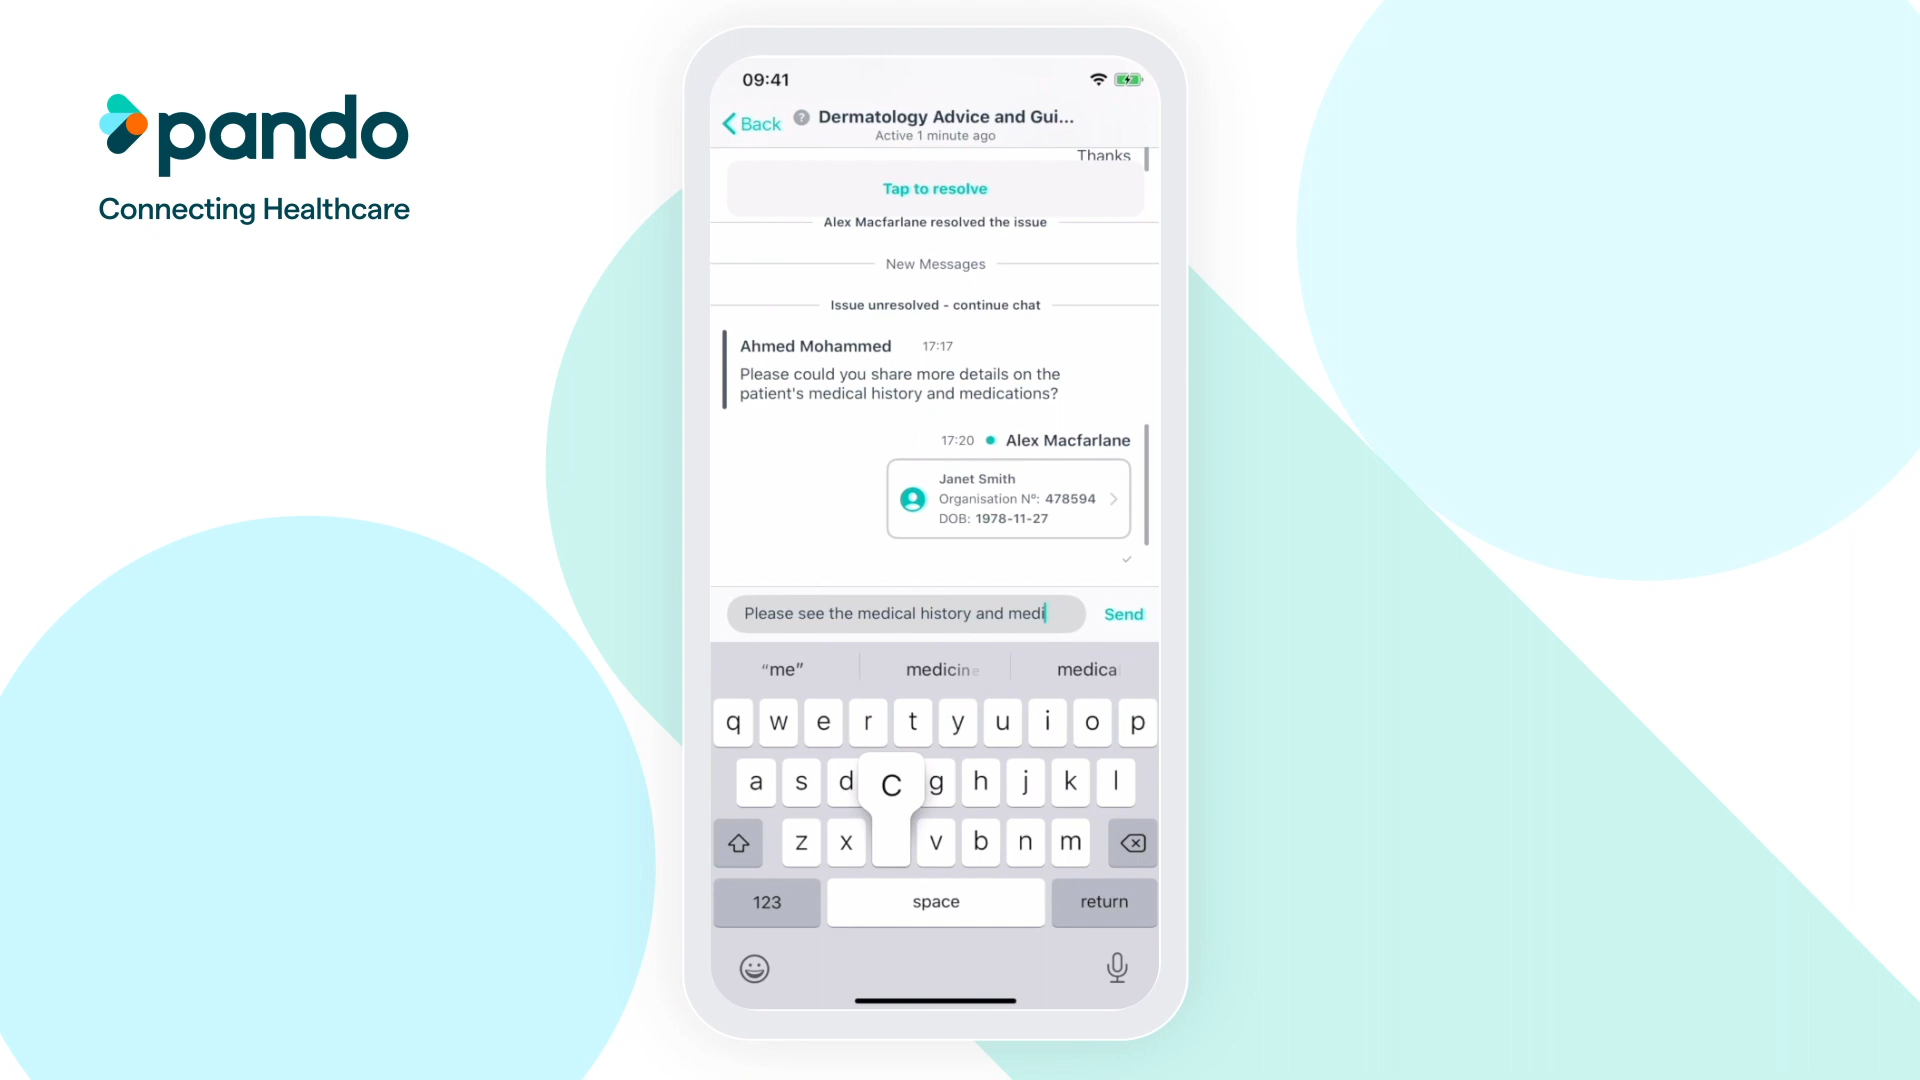 pando
Connecting Healthcare
09:41
Back
? Dermatology Advice and Gui...
Active 1 minute ago
Thanks
Tap to resolve
Alex Macfarlane resolved the issue
New Messages
Issue unresolved - continue chat
Ahmed Mohammed 17:17
Please could you share more details on the
patient's medical history and medications?
17:20 Alex Macfarlane
Janet Smith
Organisation Nº: 478594
DOB: 1978-11-27
Please see the medical history and medi
Send
“me” medicine medical
q w e r t y u i o p
a s d C g h j k l
z x v b n m
123 space return